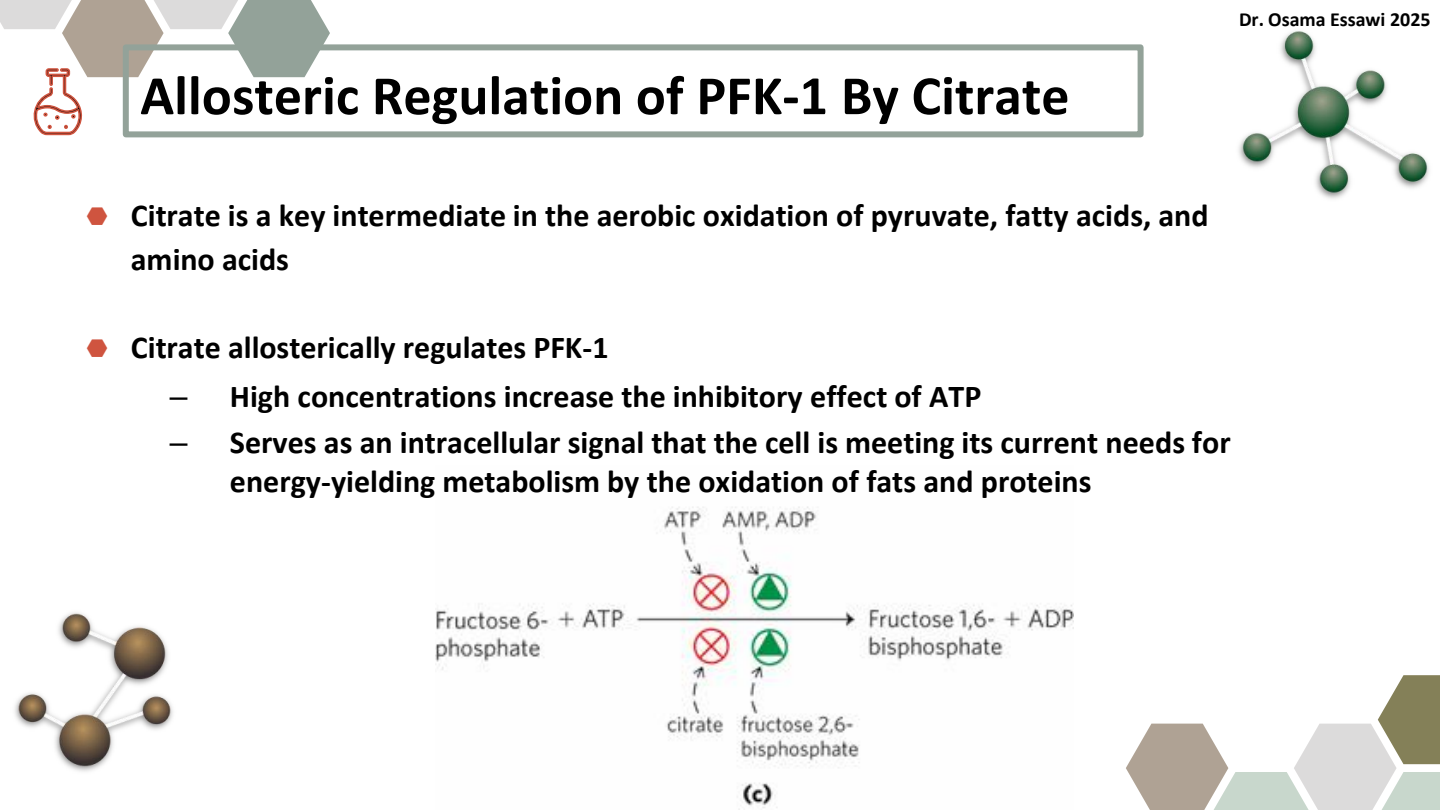 Dr. Osama Essawi 2025
Allosteric Regulation of PFK-1 By Citrate
Citrate is a key intermediate in the aerobic oxidation of pyruvate, fatty acids, and
amino acids
Citrate allosterically regulates PFK-1
– High concentrations increase the inhibitory effect of ATP
– Serves as an intracellular signal that the cell is meeting its current needs for
energy-yielding metabolism by the oxidation of fats and proteins
ATP AMP, ADP
Fructose 6- + ATP Fructose 1,6- + ADP
phosphate bisphosphate
citrate fructose 2,6-
bisphosphate
(c)